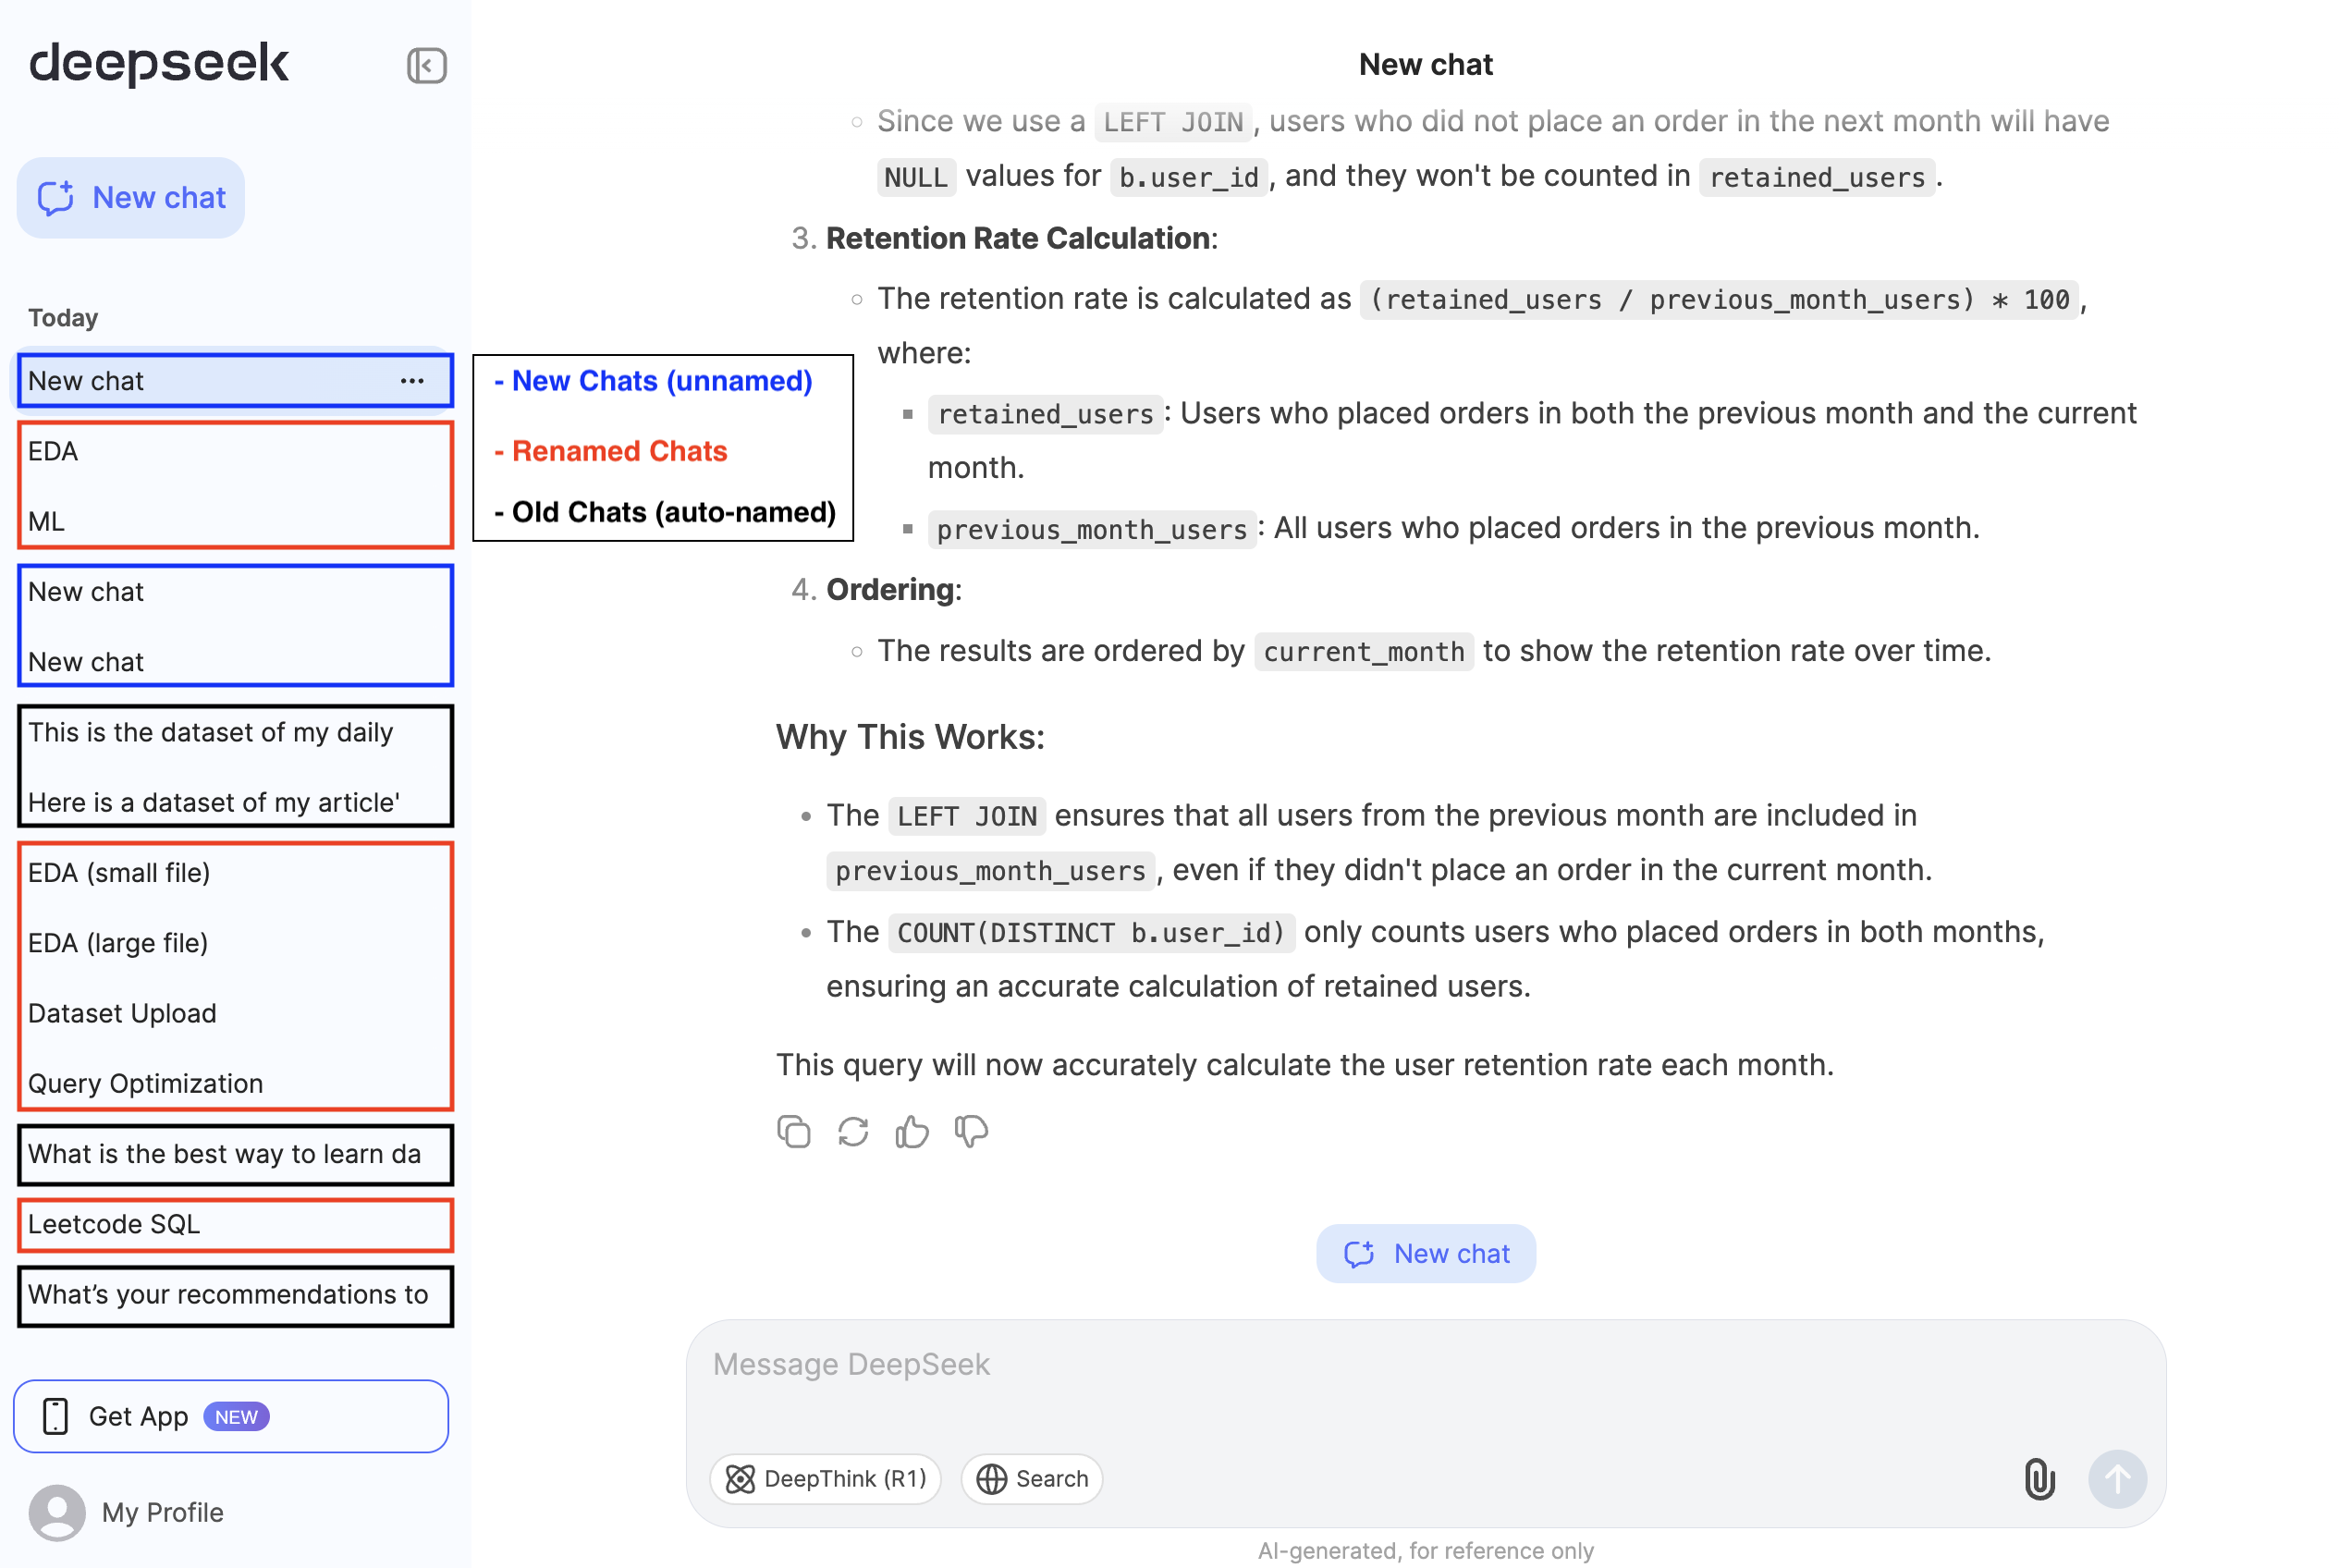 deepseek
New chat
Today
New chat
EDA
ML
New chat
New chat
This is the dataset of my daily
Here is a dataset of my article'
EDA (small file)
EDA (large file)
Dataset Upload
Query Optimization
What is the best way to learn da
Leetcode SQL
What's your recommendations to
Get App NEW
My Profile
- New Chats (unnamed)
- Renamed Chats
- Old Chats (auto-named)
New chat
Since we use a LEFT JOIN, users who did not place an order in the next month will have
NULL values for b.user_id, and they won't be counted in retained_users.
3. Retention Rate Calculation:
The retention rate is calculated as (retained_users / previous_month_users) * 100,
where:
retained_users: Users who placed orders in both the previous month and the current
month.
previous_month_users: All users who placed orders in the previous month.
4. Ordering:
The results are ordered by current_month to show the retention rate over time.
Why This Works:
The LEFT JOIN ensures that all users from the previous month are included in
previous_month_users, even if they didn't place an order in the current month.
The COUNT(DISTINCT b.user_id) only counts users who placed orders in both months,
ensuring an accurate calculation of retained users.
This query will now accurately calculate the user retention rate each month.
New chat
Message DeepSeek
DeepThink (R1) Search
AI-generated, for reference only